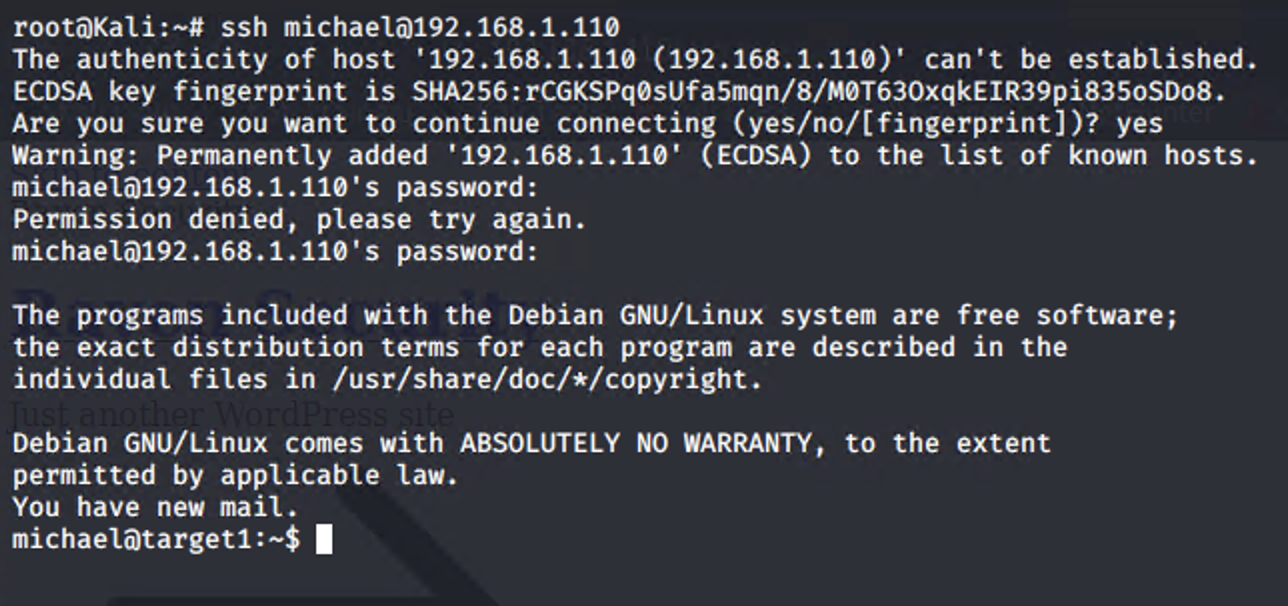 root@Kali:~# ssh michael@192.168.1.110
The authenticity of host '192.168.1.110 (192.168.1.110)' can't be established.
ECDSA key fingerprint is SHA256:rCGKSPq0sUfa5mqn/8/M0T63OxqkEIR39pi835oSDo8.
Are you sure you want to continue connecting (yes/no/[fingerprint])? yes
Warning: Permanently added '192.168.1.110' (ECDSA) to the list of known hosts.
michael@192.168.1.110's password:
Permission denied, please try again.
michael@192.168.1.110's password:
Raven Security
The programs included with the Debian GNU/Linux system are free software;
the exact distribution terms for each program are described in the
individual files in /usr/share/doc/*/copyright.
Just another WordPress site
Debian GNU/Linux comes with ABSOLUTELY NO WARRANTY, to the extent
permitted by applicable law.
You have new mail.
michael@target1:~$